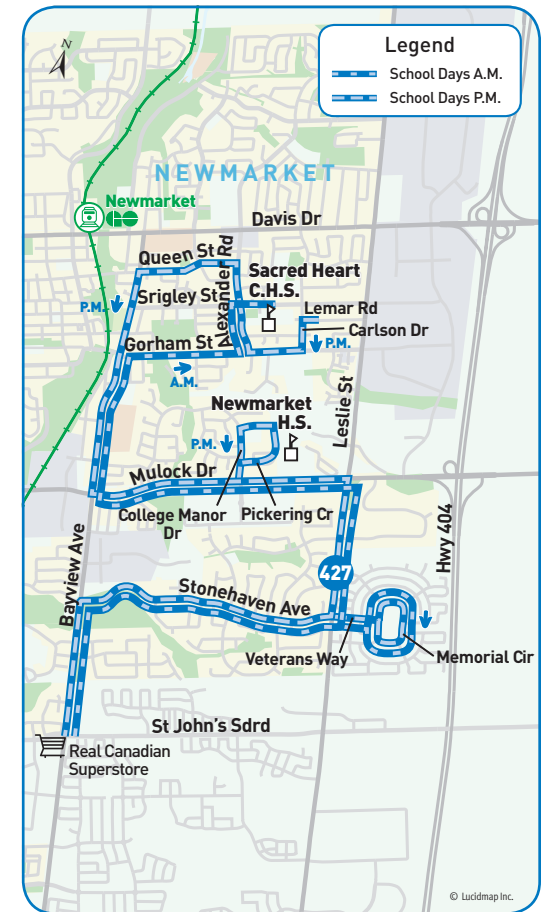 Legend
School Days A.M.
School Days P.M.
N
NEWMARKET
Newmarket
GO
Davis Dr
Queen St
Alexander Rd
Sacred Heart
C.H.S.
Srigley St
P.M.
Lemar Rd
Carlson Dr
P.M.
Gorham St
A.M.
Newmarket
H.S.
P.M.
Leslie St
Mulock Dr
College Manor
Dr
Pickering Cr
Hwy 404
Bayview Ave
427
Stonehaven Ave
Veterans Way
Memorial Cir
St John's Sdrd
Real Canadian
Superstore
© Lucidmap Inc.